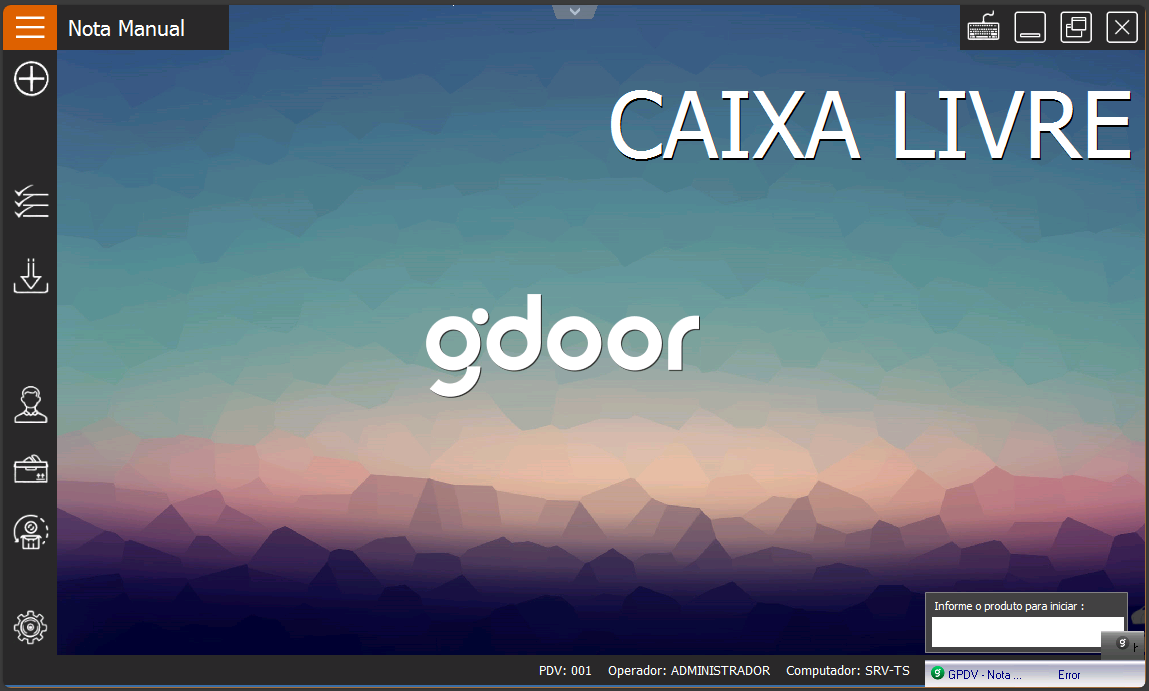 Nota Manual
CAIXA LIVRE
gdoor
Informe o produto para iniciar :
PDV: 001 Operador: ADMINISTRADOR Computador: SRV-TS
GPDV - Nota ... Error